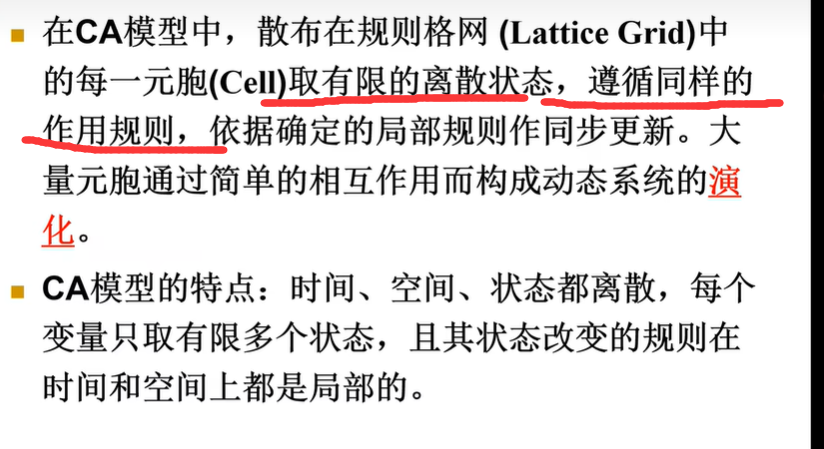 在CA模型中，散布在规则格网 (Lattice Grid)中
的每一元胞(Cell)取有限的离散状态，遵循同样的
作用规则，依据确定的局部规则作同步更新。大
量元胞通过简单的相互作用而构成动态系统的演
化。
CA模型的特点：时间、空间、状态都离散，每个
变量只取有限多个状态，且其状态改变的规则在
时间和空间上都是局部的。